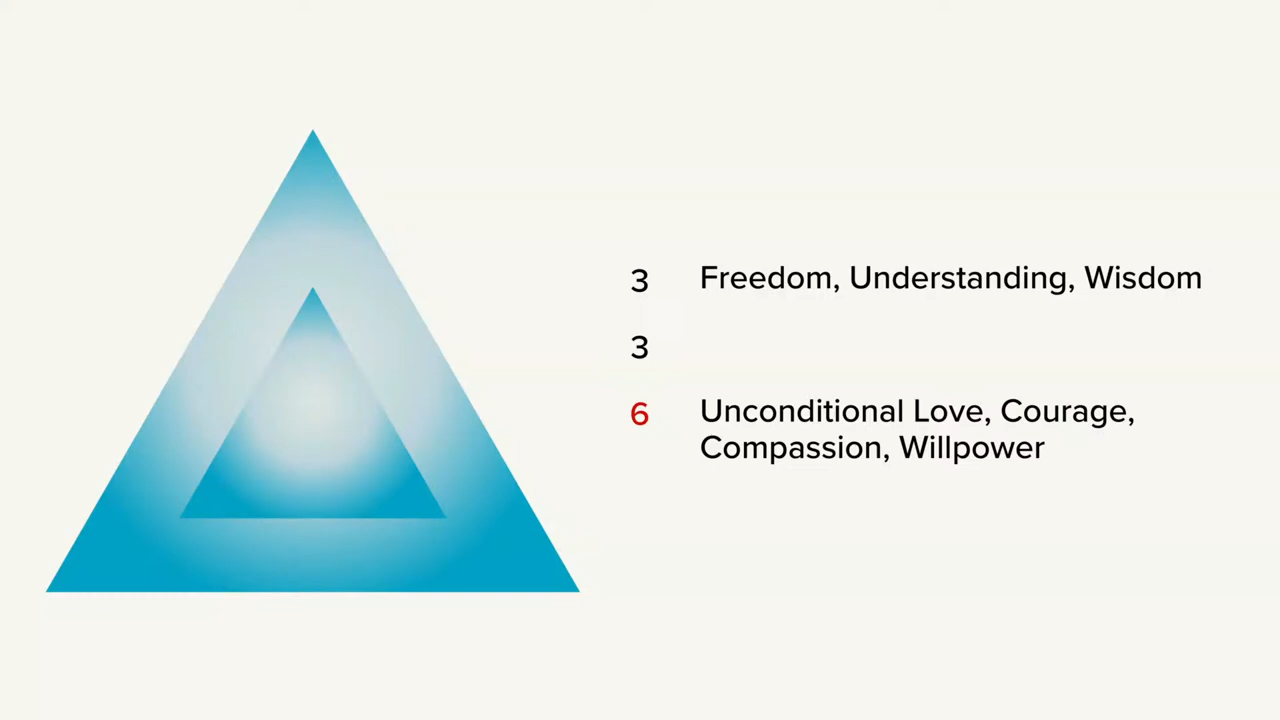 3 Freedom, Understanding, Wisdom
3
6 Unconditional Love, Courage,
Compassion, Willpower